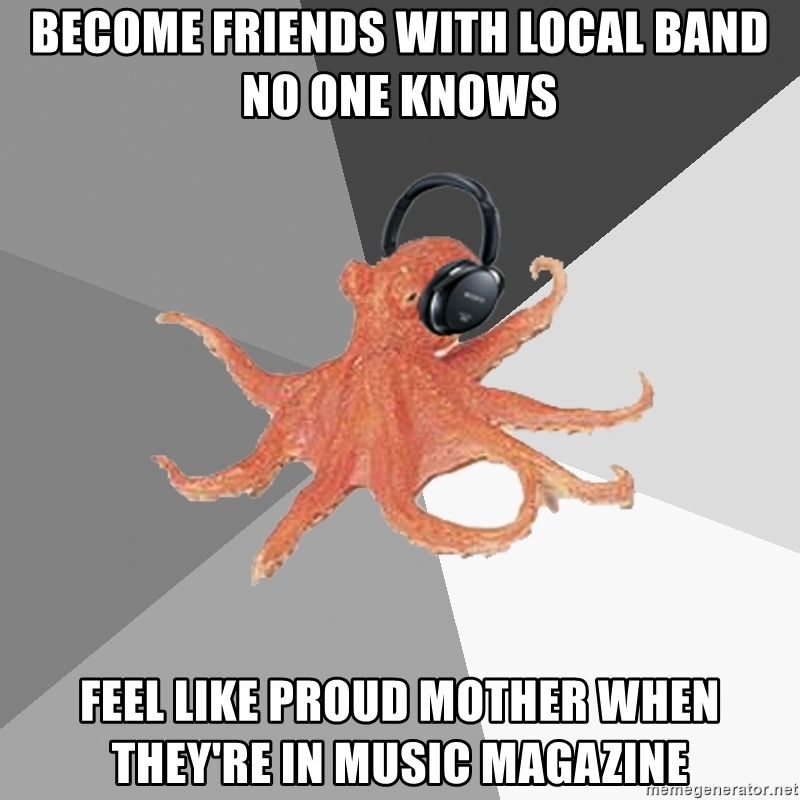 BECOME FRIENDS WITH LOCAL BAND
NO ONE KNOWS
SONY
FEEL LIKE PROUD MOTHER WHEN
THEY'RE IN MUSIC MAGAZINE
memegenerator.net